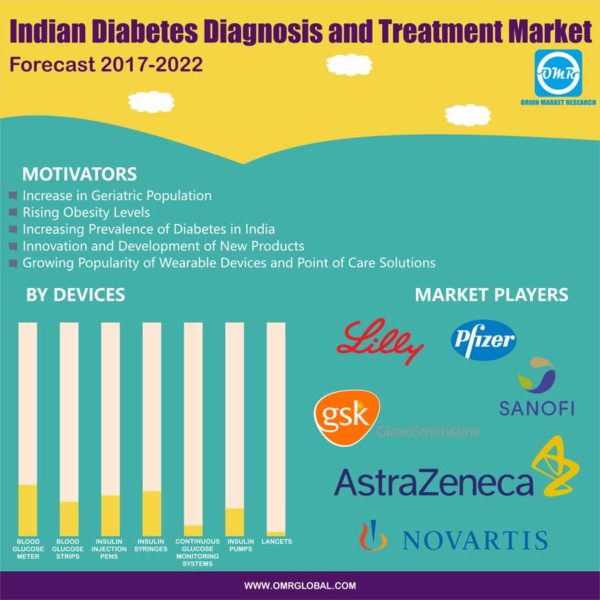 Indian Diabetes Diagnosis and Treatment Market
Forecast 2017-2022
OMR
ORION MARKET RESEARCH
MOTIVATORS
Increase in Geriatric Population
Rising Obesity Levels
Increasing Prevalence of Diabetes in India
Innovation and Development of New Products
Growing Popularity of Wearable Devices and Point of Care Solutions
BY DEVICES
BLOOD
GLUCOSE
METER
BLOOD
GLUCOSE
STRIPS
INSULIN
INJECTION
PENS
INSULIN
SYRINGES
CONTINUOUS
GLUCOSE
MONITORING
SYSTEMS
INSULIN
PUMPS
LANCETS
MARKET PLAYERS
Lilly
Pfizer
SANOFI
gsk
GlaxoSmithKline
AstraZeneca
NOVARTIS
WWW.OMRGLOBAL.COM